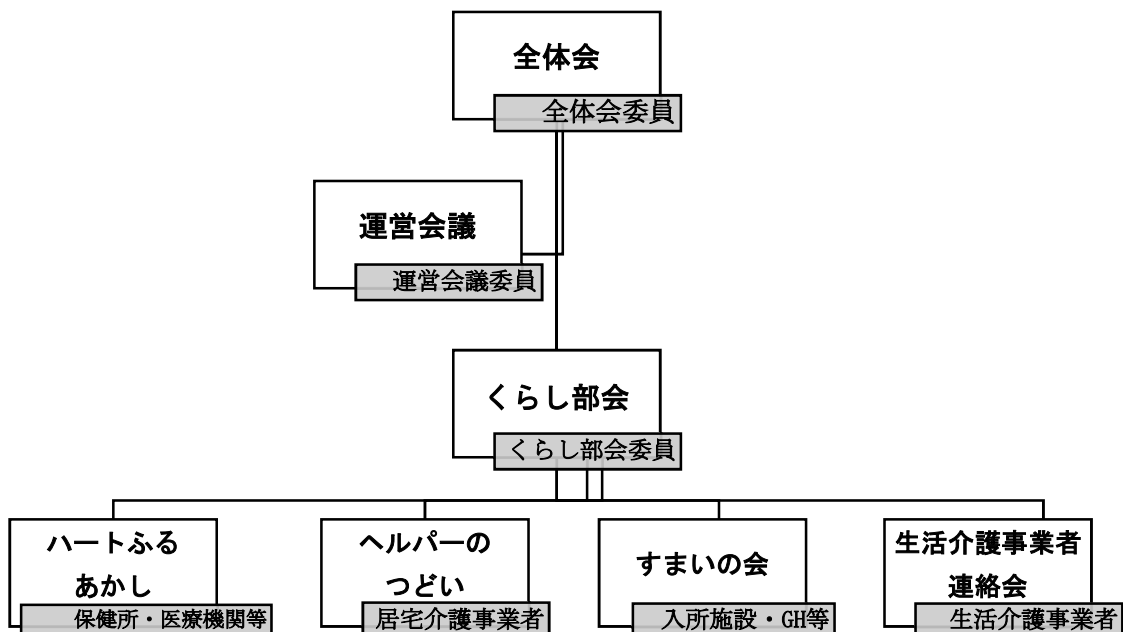 全体会
全体会委員
運営会議
運営会議委員
くらし部会
くらし部会委員
ハートふる
あかし
保健所・医療機関等
ヘルパーの
つどい
居宅介護事業者
すまいの会
入所施設・GH等
生活介護事業者
連絡会
生活介護事業者